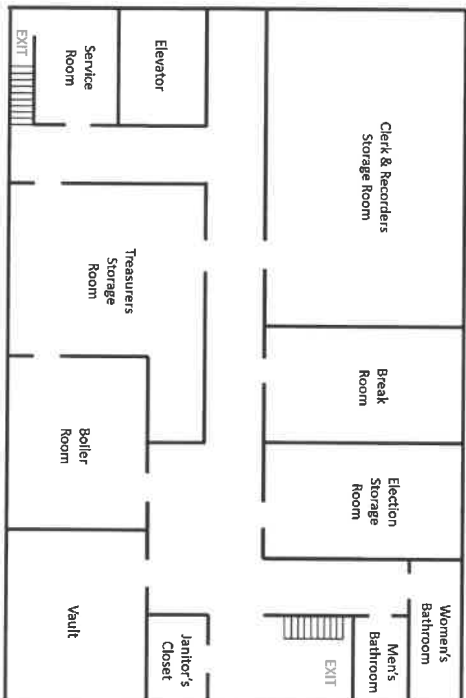 EXIT
Service
Room
Elevator
Clerk & Recorders
Storage Room
Treasurers
Storage
Room
Break
Room
Boiler
Room
Election
Storage
Room
Vault
Janitor's
Closet
EXIT
Men's
Bathroom
Women's
Bathroom